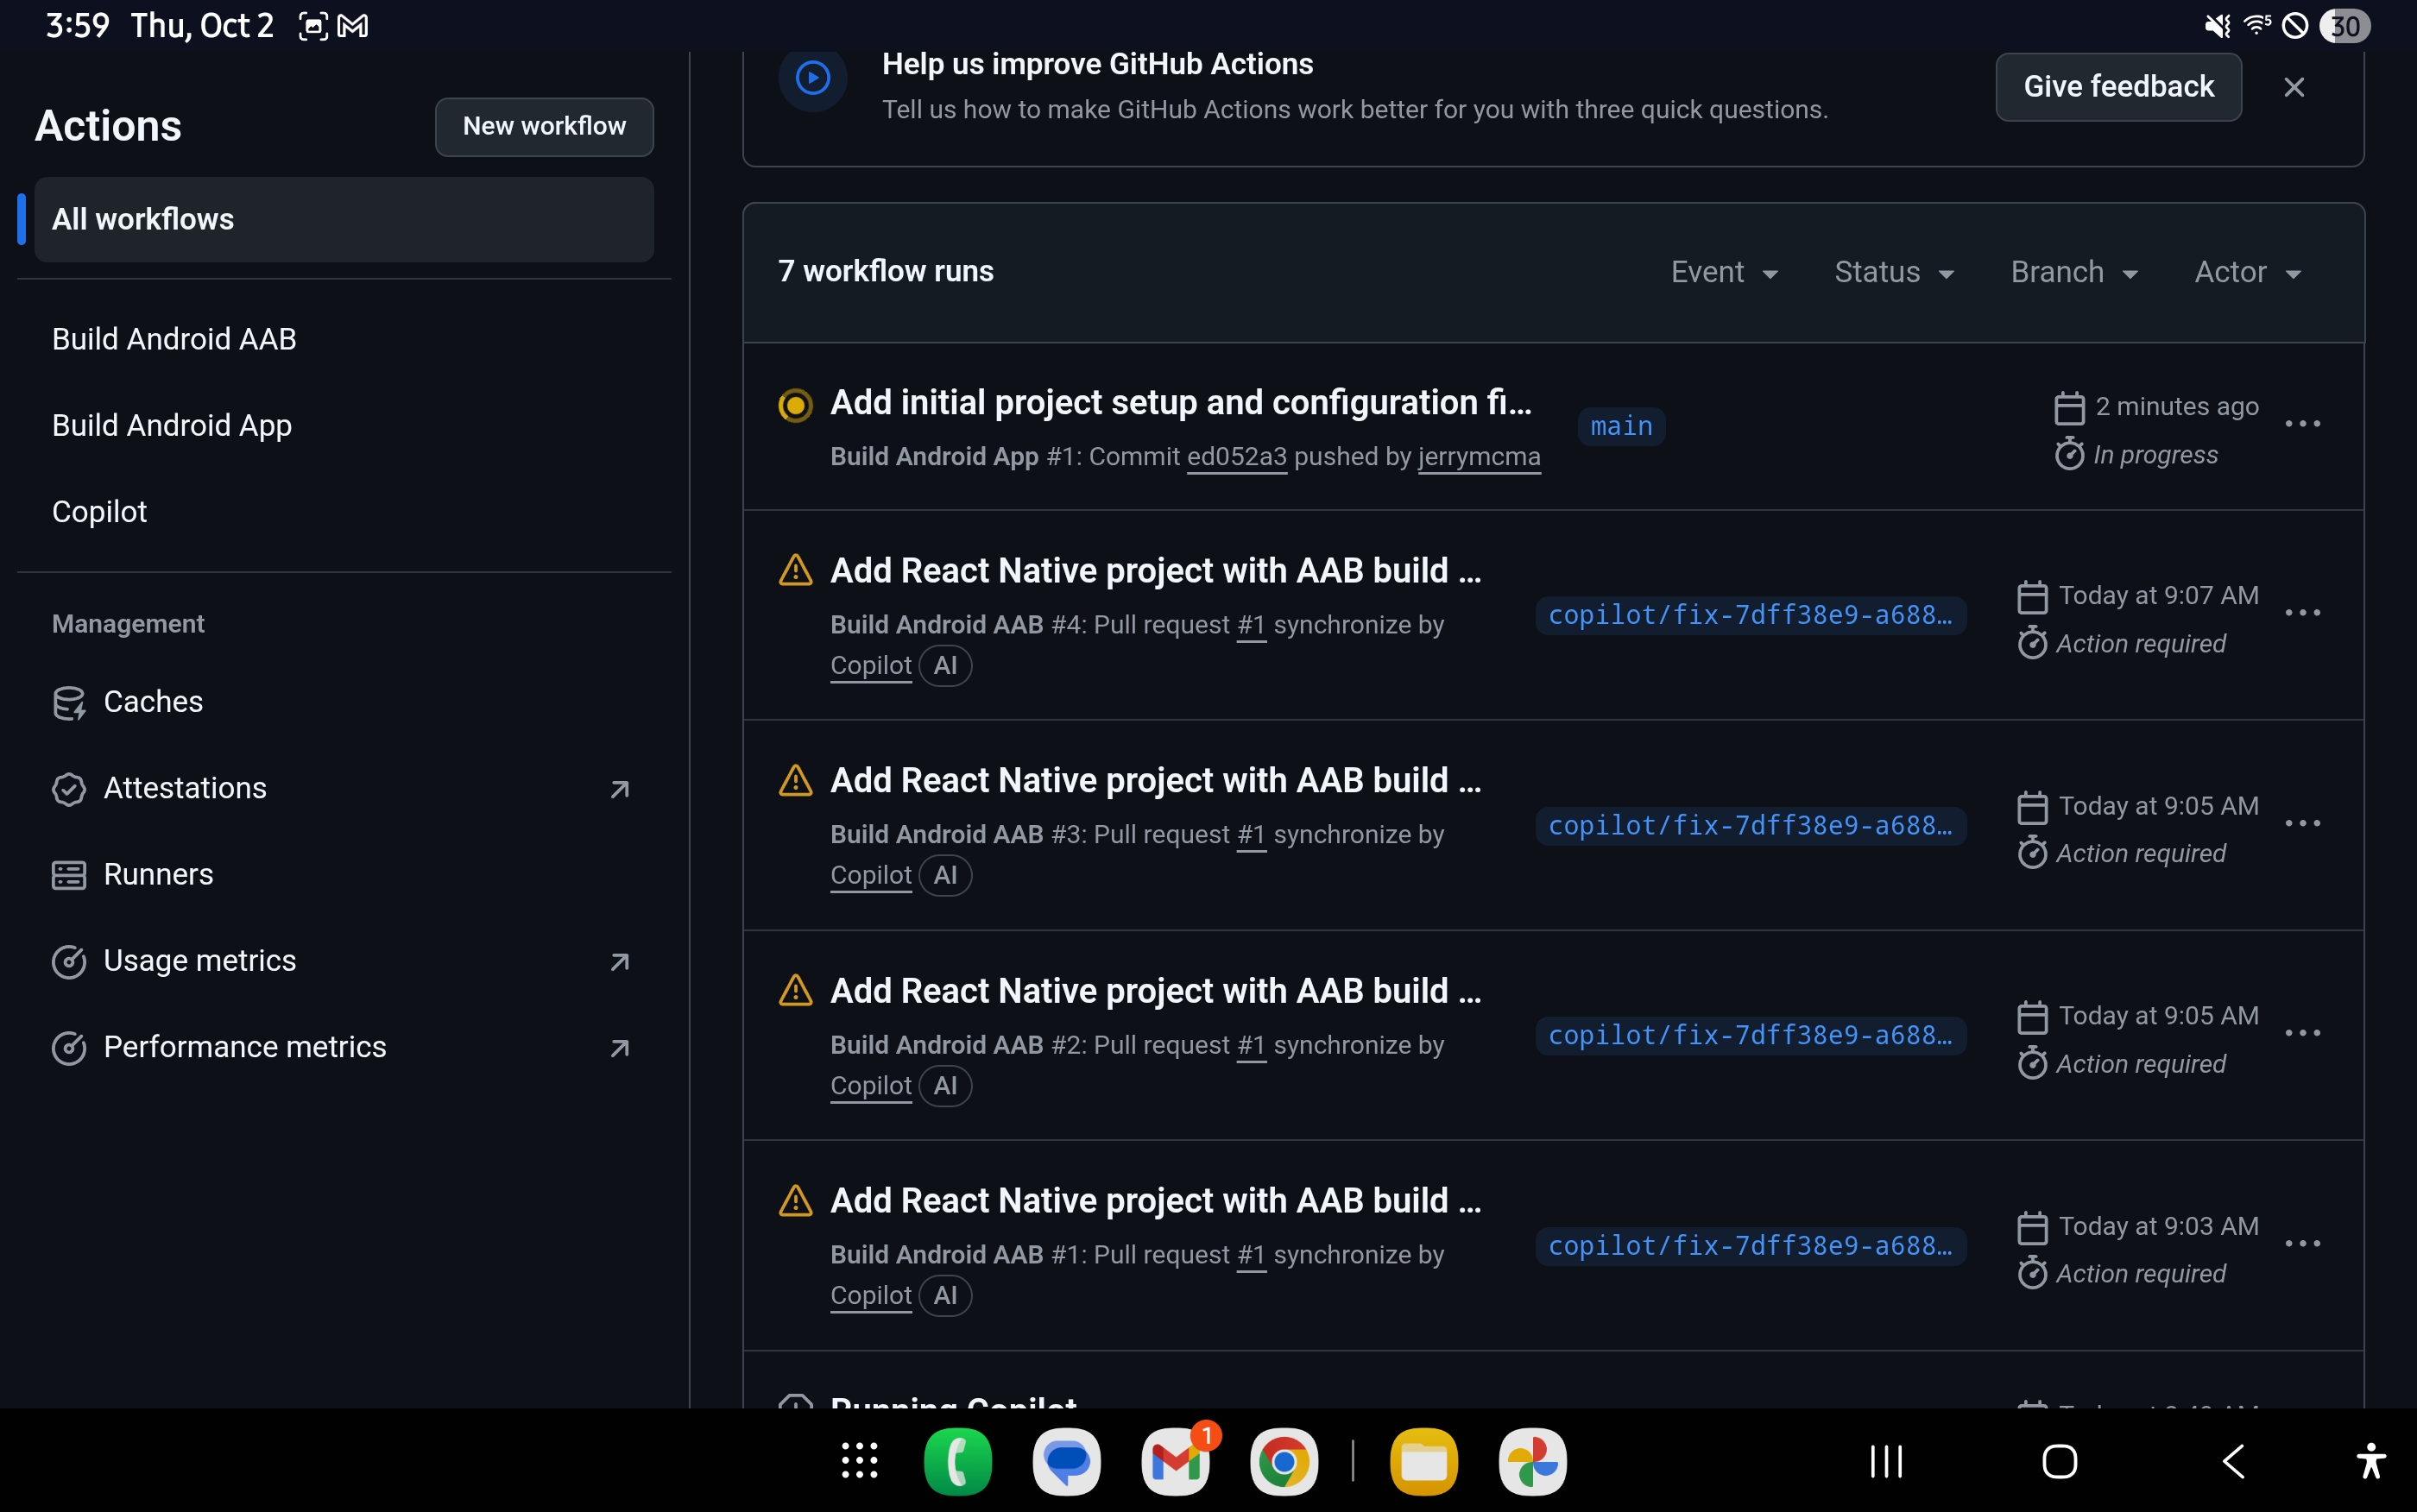 3:59 Thu, Oct 2
5
30
Actions
New workflow
All workflows
Build Android AAB
Build Android App
Copilot
Management
Caches
Attestations
Runners
Usage metrics
Performance metrics
Help us improve GitHub Actions
Tell us how to make GitHub Actions work better for you with three quick questions.
Give feedback
7 workflow runs
Event Status Branch Actor
Add initial project setup and configuration fi...
Build Android App #1: Commit ed052a3 pushed by jerrymcma
main
2 minutes ago
In progress
Add React Native project with AAB build ...
Build Android AAB #4: Pull request #1 synchronize by
Copilot AI
copilot/fix-7dff38e9-a688...
Today at 9:07 AM
Action required
Add React Native project with AAB build ...
Build Android AAB #3: Pull request #1 synchronize by
Copilot AI
copilot/fix-7dff38e9-a688...
Today at 9:05 AM
Action required
Add React Native project with AAB build ...
Build Android AAB #2: Pull request #1 synchronize by
Copilot AI
copilot/fix-7dff38e9-a688...
Today at 9:05 AM
Action required
Add React Native project with AAB build ...
Build Android AAB #1: Pull request #1 synchronize by
Copilot AI
copilot/fix-7dff38e9-a688...
Today at 9:03 AM
Action required
Running Copilot
1